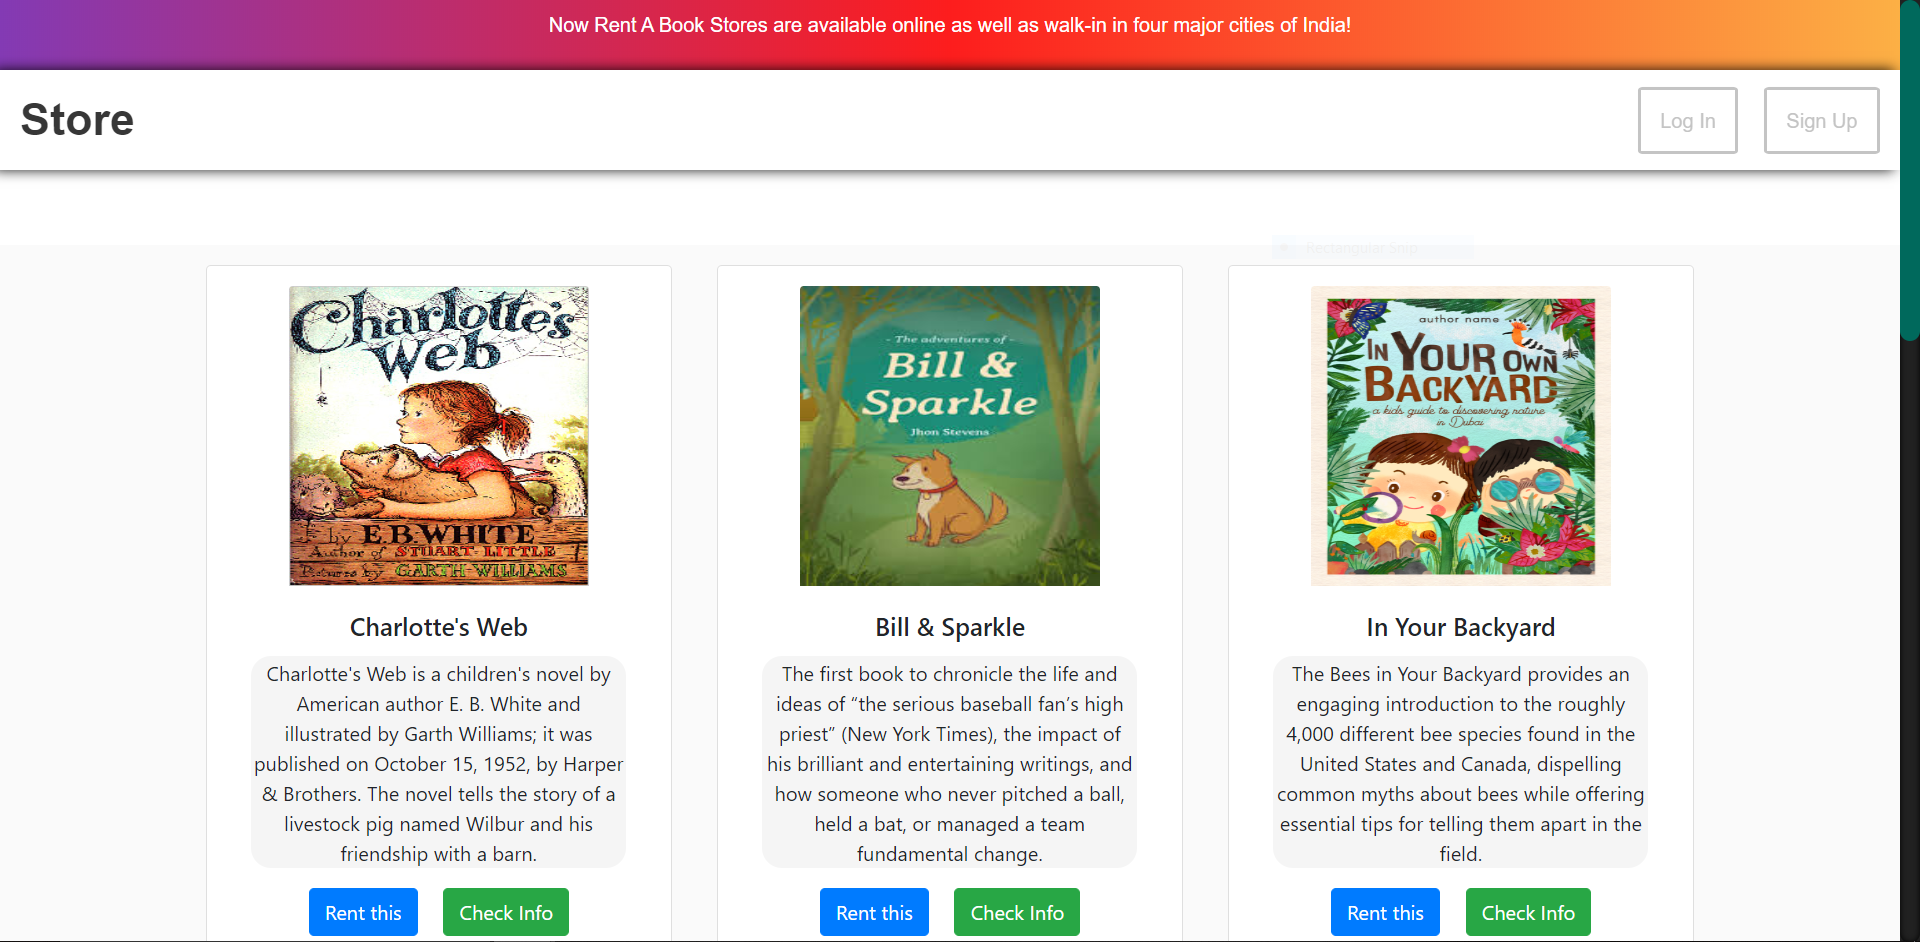 Now Rent A Book Stores are available online as well as walk-in in four major cities of India!
Store
Log In
Sign Up
Rectangular Snip
Charlotte's
Web
by E.B.WHITE
Author of STUART LITTLE
Pictures by GARTH WILLIAMS
Charlotte's Web
Charlotte's Web is a children's novel by
American author E. B. White and
illustrated by Garth Williams; it was
published on October 15, 1952, by Harper
& Brothers. The novel tells the story of a
livestock pig named Wilbur and his
friendship with a barn.
Rent this
Check Info
- The adventures of -
Bill &
Sparkle
Jhon Stevens
Bill & Sparkle
The first book to chronicle the life and
ideas of “the serious baseball fan’s high
priest” (New York Times), the impact of
his brilliant and entertaining writings, and
how someone who never pitched a ball,
held a bat, or managed a team
fundamental change.
Rent this
Check Info
author name
IN YOUR OWN
BACKYARD
a kids guide to discovering nature
in Dubai
In Your Backyard
The Bees in Your Backyard provides an
engaging introduction to the roughly
4,000 different bee species found in the
United States and Canada, dispelling
common myths about bees while offering
essential tips for telling them apart in the
field.
Rent this
Check Info